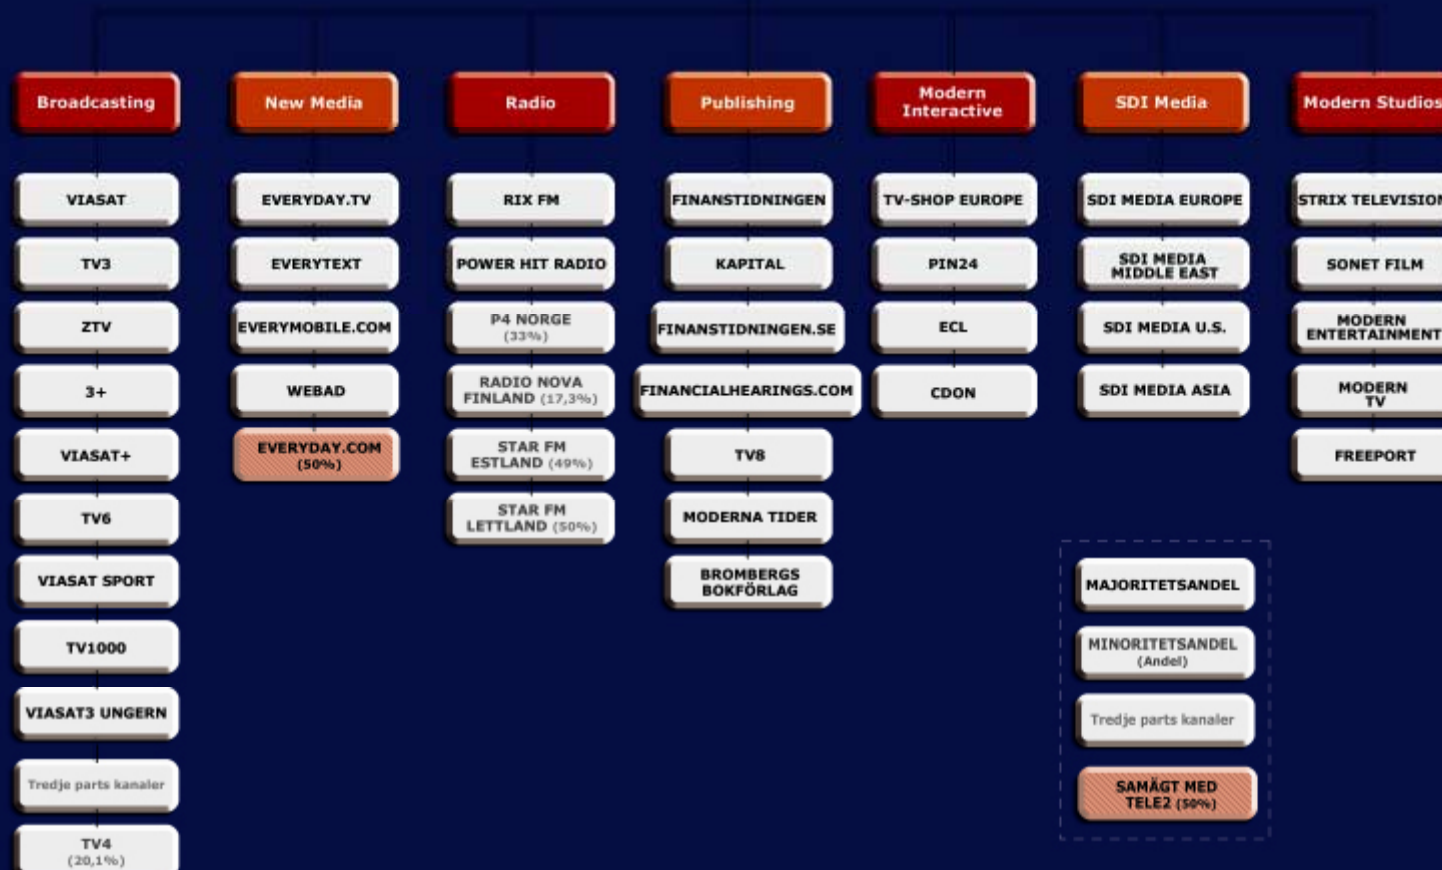 Broadcasting
VIASAT
TV3
ZTV
3+
VIASAT+
TV6
VIASAT SPORT
TV1000
VIASAT3 UNGERN
Tredje parts kanaler
TV4
(20,1%)
New Media
EVERYDAY.TV
EVERYTEXT
EVERYMOBILE.COM
WEBAD
EVERYDAY.COM
(50%)
Radio
RIX FM
POWER HIT RADIO
P4 NORGE
(33%)
RADIO NOVA
FINLAND (17,3%)
STAR FM
ESTLAND (49%)
STAR FM
LETTLAND (50%)
Publishing
FINANSTIDNINGEN
KAPITAL
FINANSTIDNINGEN.SE
FINANCIALHEARINGS.COM
TV8
MODERNA TIDER
BROMBERGS
BOKFÖRLAG
Modern
Interactive
TV-SHOP EUROPE
PIN24
ECL
CDON
SDI Media
SDI MEDIA EUROPE
SDI MEDIA
MIDDLE EAST
SDI MEDIA U.S.
SDI MEDIA ASIA
Modern Studios
STRIX TELEVISION
SONET FILM
MODERN
ENTERTAINMENT
MODERN
TV
FREEPORT
MAJORITETSANDEL
MINORITETSANDEL
(Andel)
Tredje parts kanaler
SAMÄGT MED
TELE2 (50%)